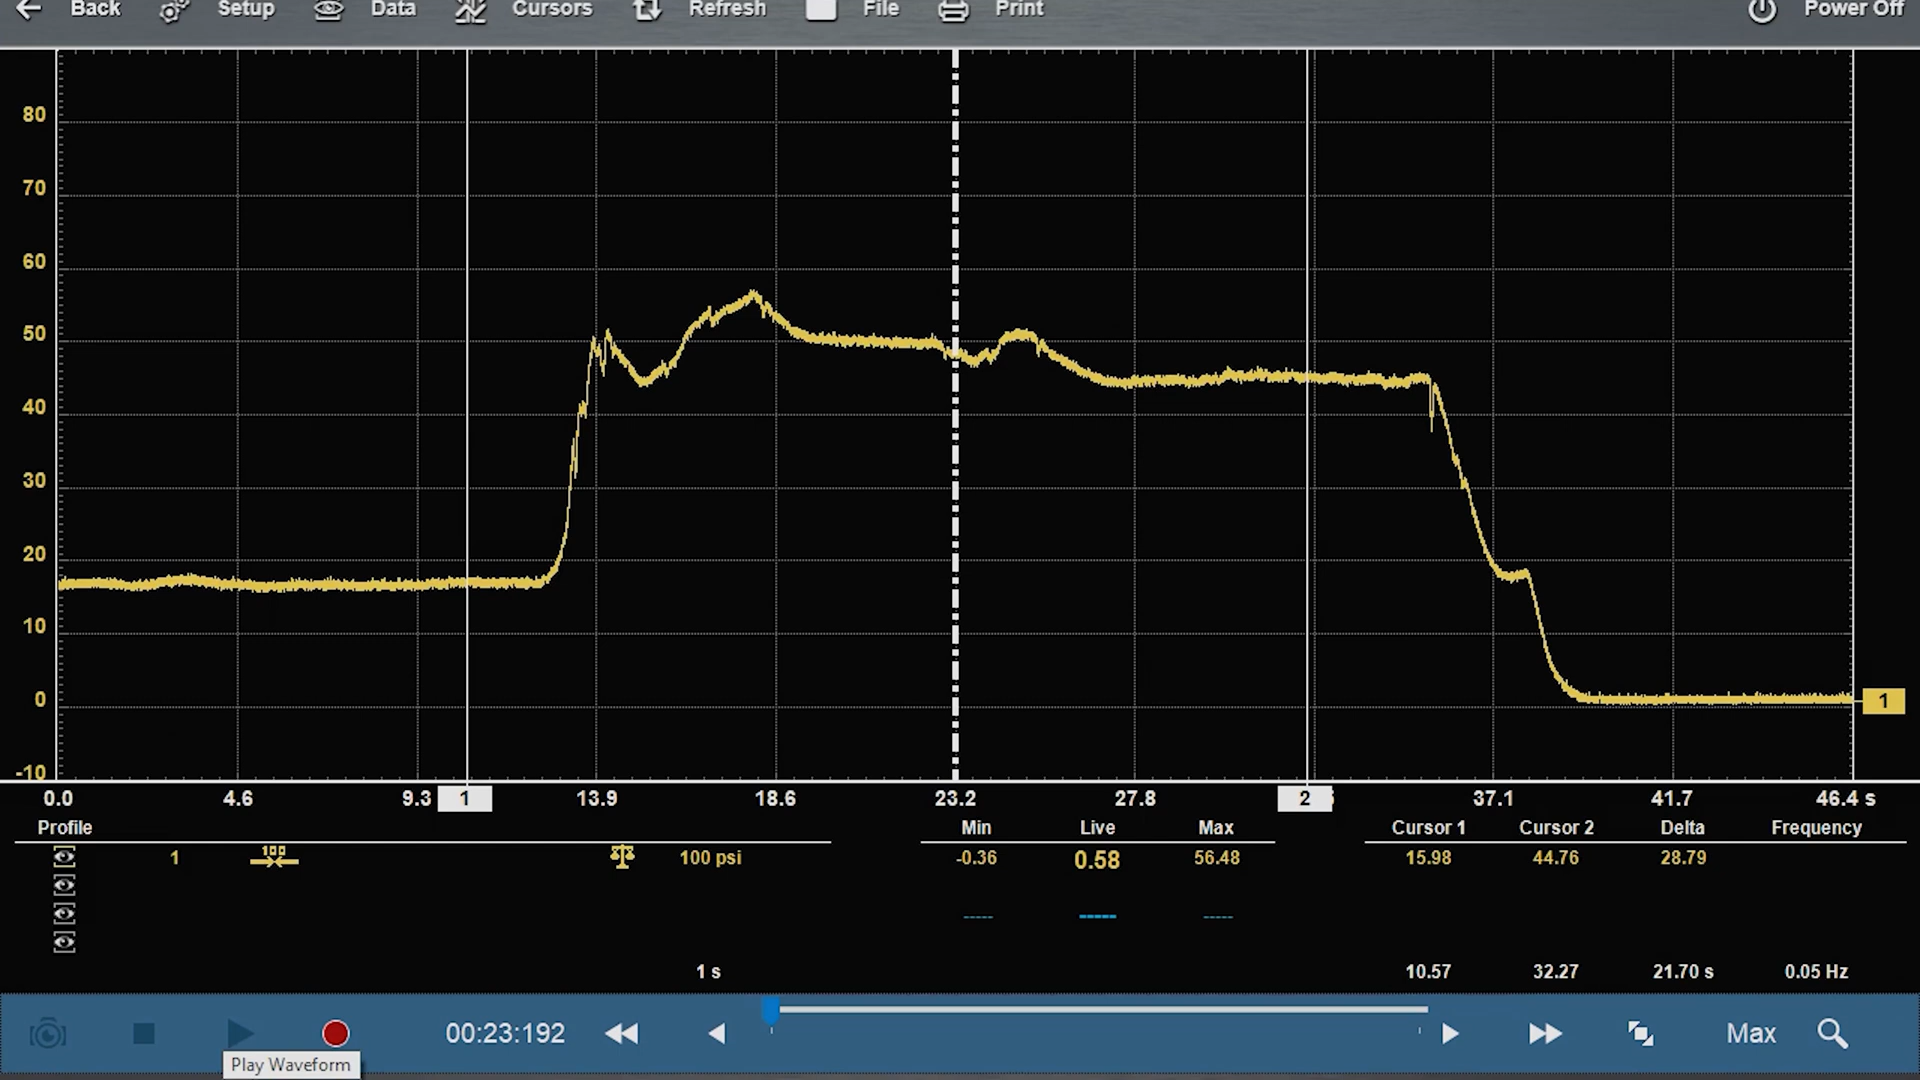 Back Setup Data Cursors Refresh File Print Power Off
80
70
60
50
40
30
20
10
0
-10
1
0.0 4.6 9.3 1 13.9 18.6 23.2 27.8 2 37.1 41.7 46.4 s
Profile Min Live Max Cursor 1 Cursor 2 Delta Frequency
1 100 100 psi -0.36 0.58 56.48 15.98 44.76 28.79
----- ----- -----
1 s 10.57 32.27 21.70 s 0.05 Hz
00:23:192 Max
Play Waveform